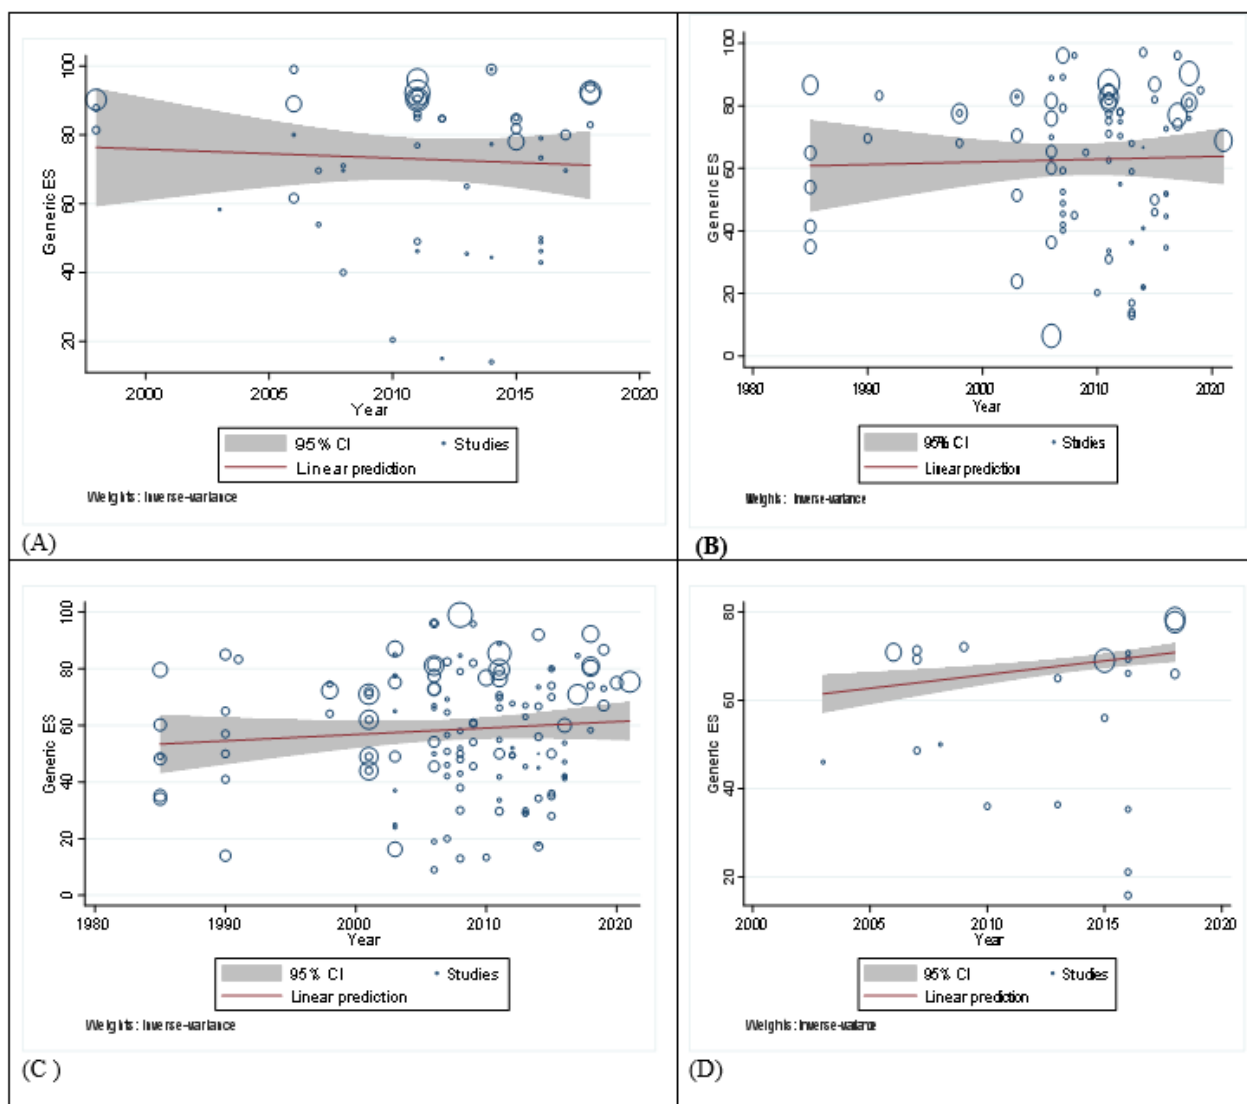 100
80
60
40
20
Generic ES
2000
2005
2010
2015
2020
Year
95% CI
Studies
Linear prediction
Weights: Inverse-variance
(A)
100
80
60
40
20
0
Generic ES
1980
1990
2000
2010
2020
Year
95% CI
Studies
Linear prediction
Weights: Inverse-variance
(B)
100
80
60
40
20
0
Generic ES
1980
1990
2000
2010
2020
Year
95% CI
Studies
Linear prediction
Weights: Inverse-variance
(C )
80
60
40
20
Generic ES
2000
2005
2010
2015
2020
Year
95% CI
Studies
Linear prediction
Weights: Inverse-variance
(D)